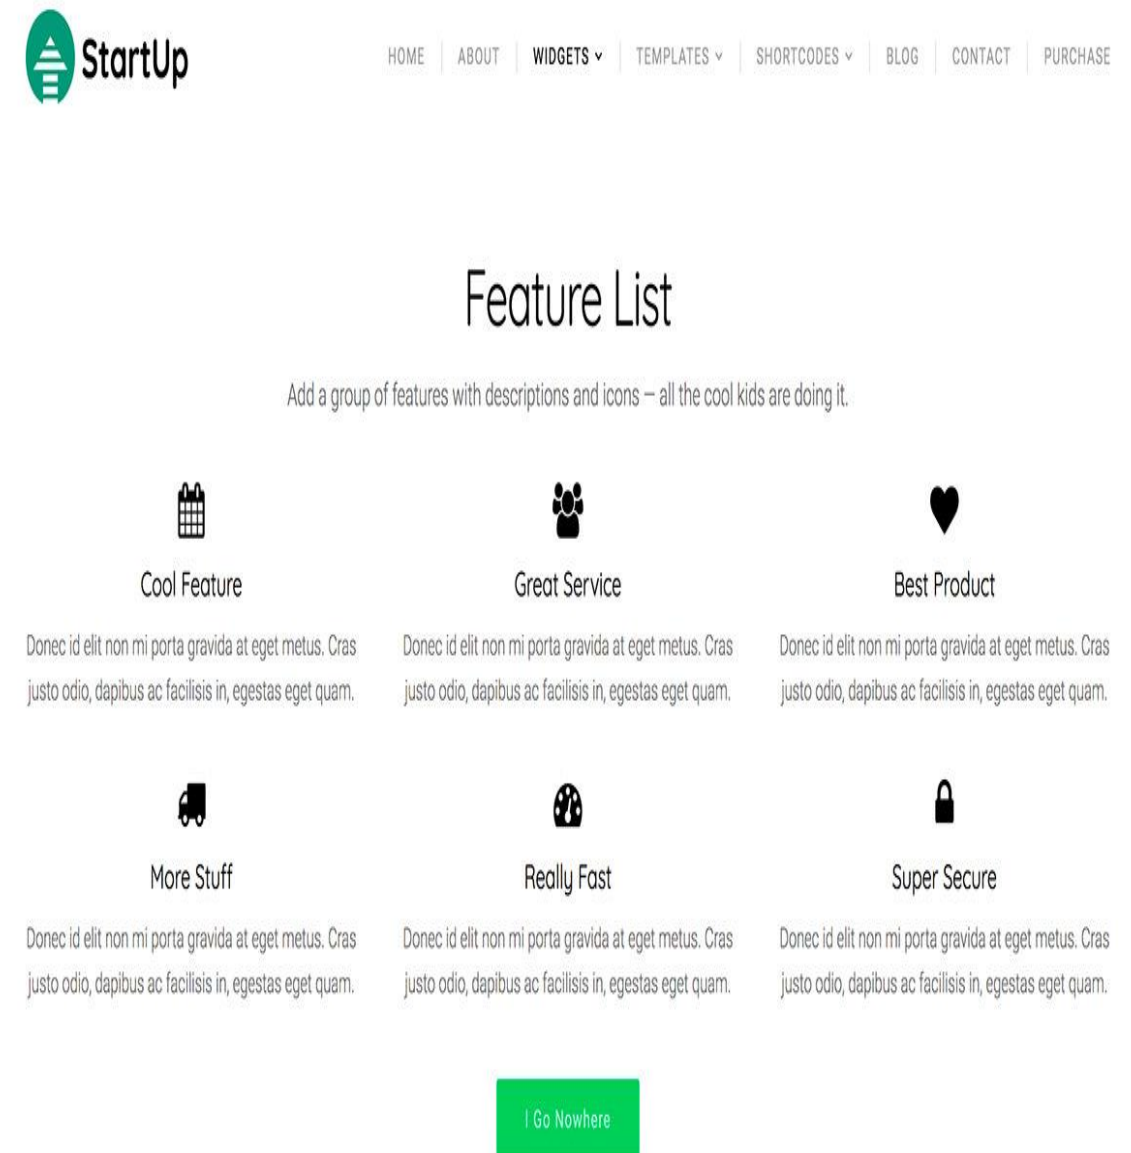 StartUp
HOME ABOUT WIDGETS TEMPLATES SHORTCODES BLOG CONTACT PURCHASE
Feature List
Add a group of features with descriptions and icons — all the cool kids are doing it.
Cool Feature
Donec id elit non mi porta gravida at eget metus. Cras
justo odio, dapibus ac facilisis in, egestas eget quam.
Great Service
Donec id elit non mi porta gravida at eget metus. Cras
justo odio, dapibus ac facilisis in, egestas eget quam.
Best Product
Donec id elit non mi porta gravida at eget metus. Cras
justo odio, dapibus ac facilisis in, egestas eget quam.
More Stuff
Donec id elit non mi porta gravida at eget metus. Cras
justo odio, dapibus ac facilisis in, egestas eget quam.
Really Fast
Donec id elit non mi porta gravida at eget metus. Cras
justo odio, dapibus ac facilisis in, egestas eget quam.
Super Secure
Donec id elit non mi porta gravida at eget metus. Cras
justo odio, dapibus ac facilisis in, egestas eget quam.
I Go Nowhere